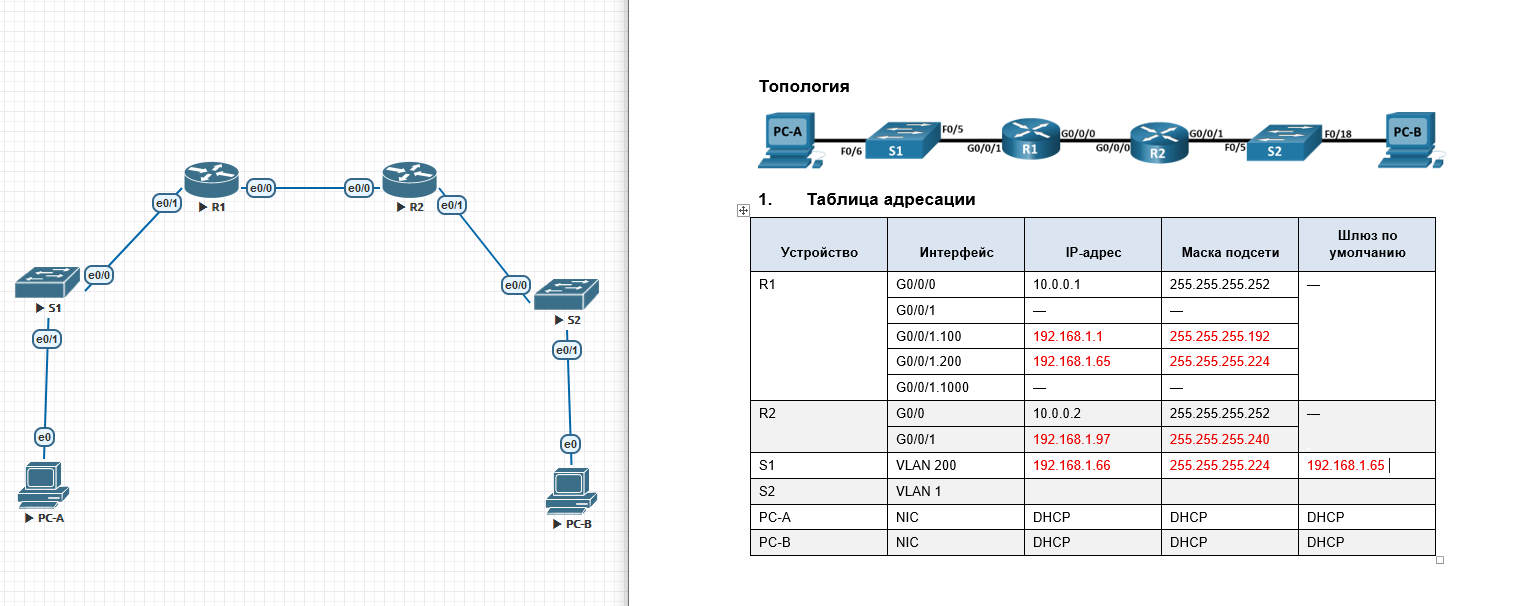 e0/1
R1
e0/0
e0/0
R2
e0/1
e0/0
S1
e0/1
e0/0
S2
e0/1
e0
PC-A
e0
PC-B
Топология
PC-A
F0/6
S1
F0/5
G0/0/1
R1
G0/0/0
G0/0/0
R2
G0/0/1
F0/5
S2
F0/18
PC-B
1. Таблица адресации
Устройство Интерфейс IP-адрес Маска подсети Шлюз по
умолчанию
R1 G0/0/0 10.0.0.1 255.255.255.252 —
G0/0/1 — —
G0/0/1.100 192.168.1.1 255.255.255.192
G0/0/1.200 192.168.1.65 255.255.255.224
G0/0/1.1000 — —
R2 G0/0 10.0.0.2 255.255.255.252 —
G0/0/1 192.168.1.97 255.255.255.240
S1 VLAN 200 192.168.1.66 255.255.255.224 192.168.1.65
S2 VLAN 1
PC-A NIC DHCP DHCP DHCP
PC-B NIC DHCP DHCP DHCP